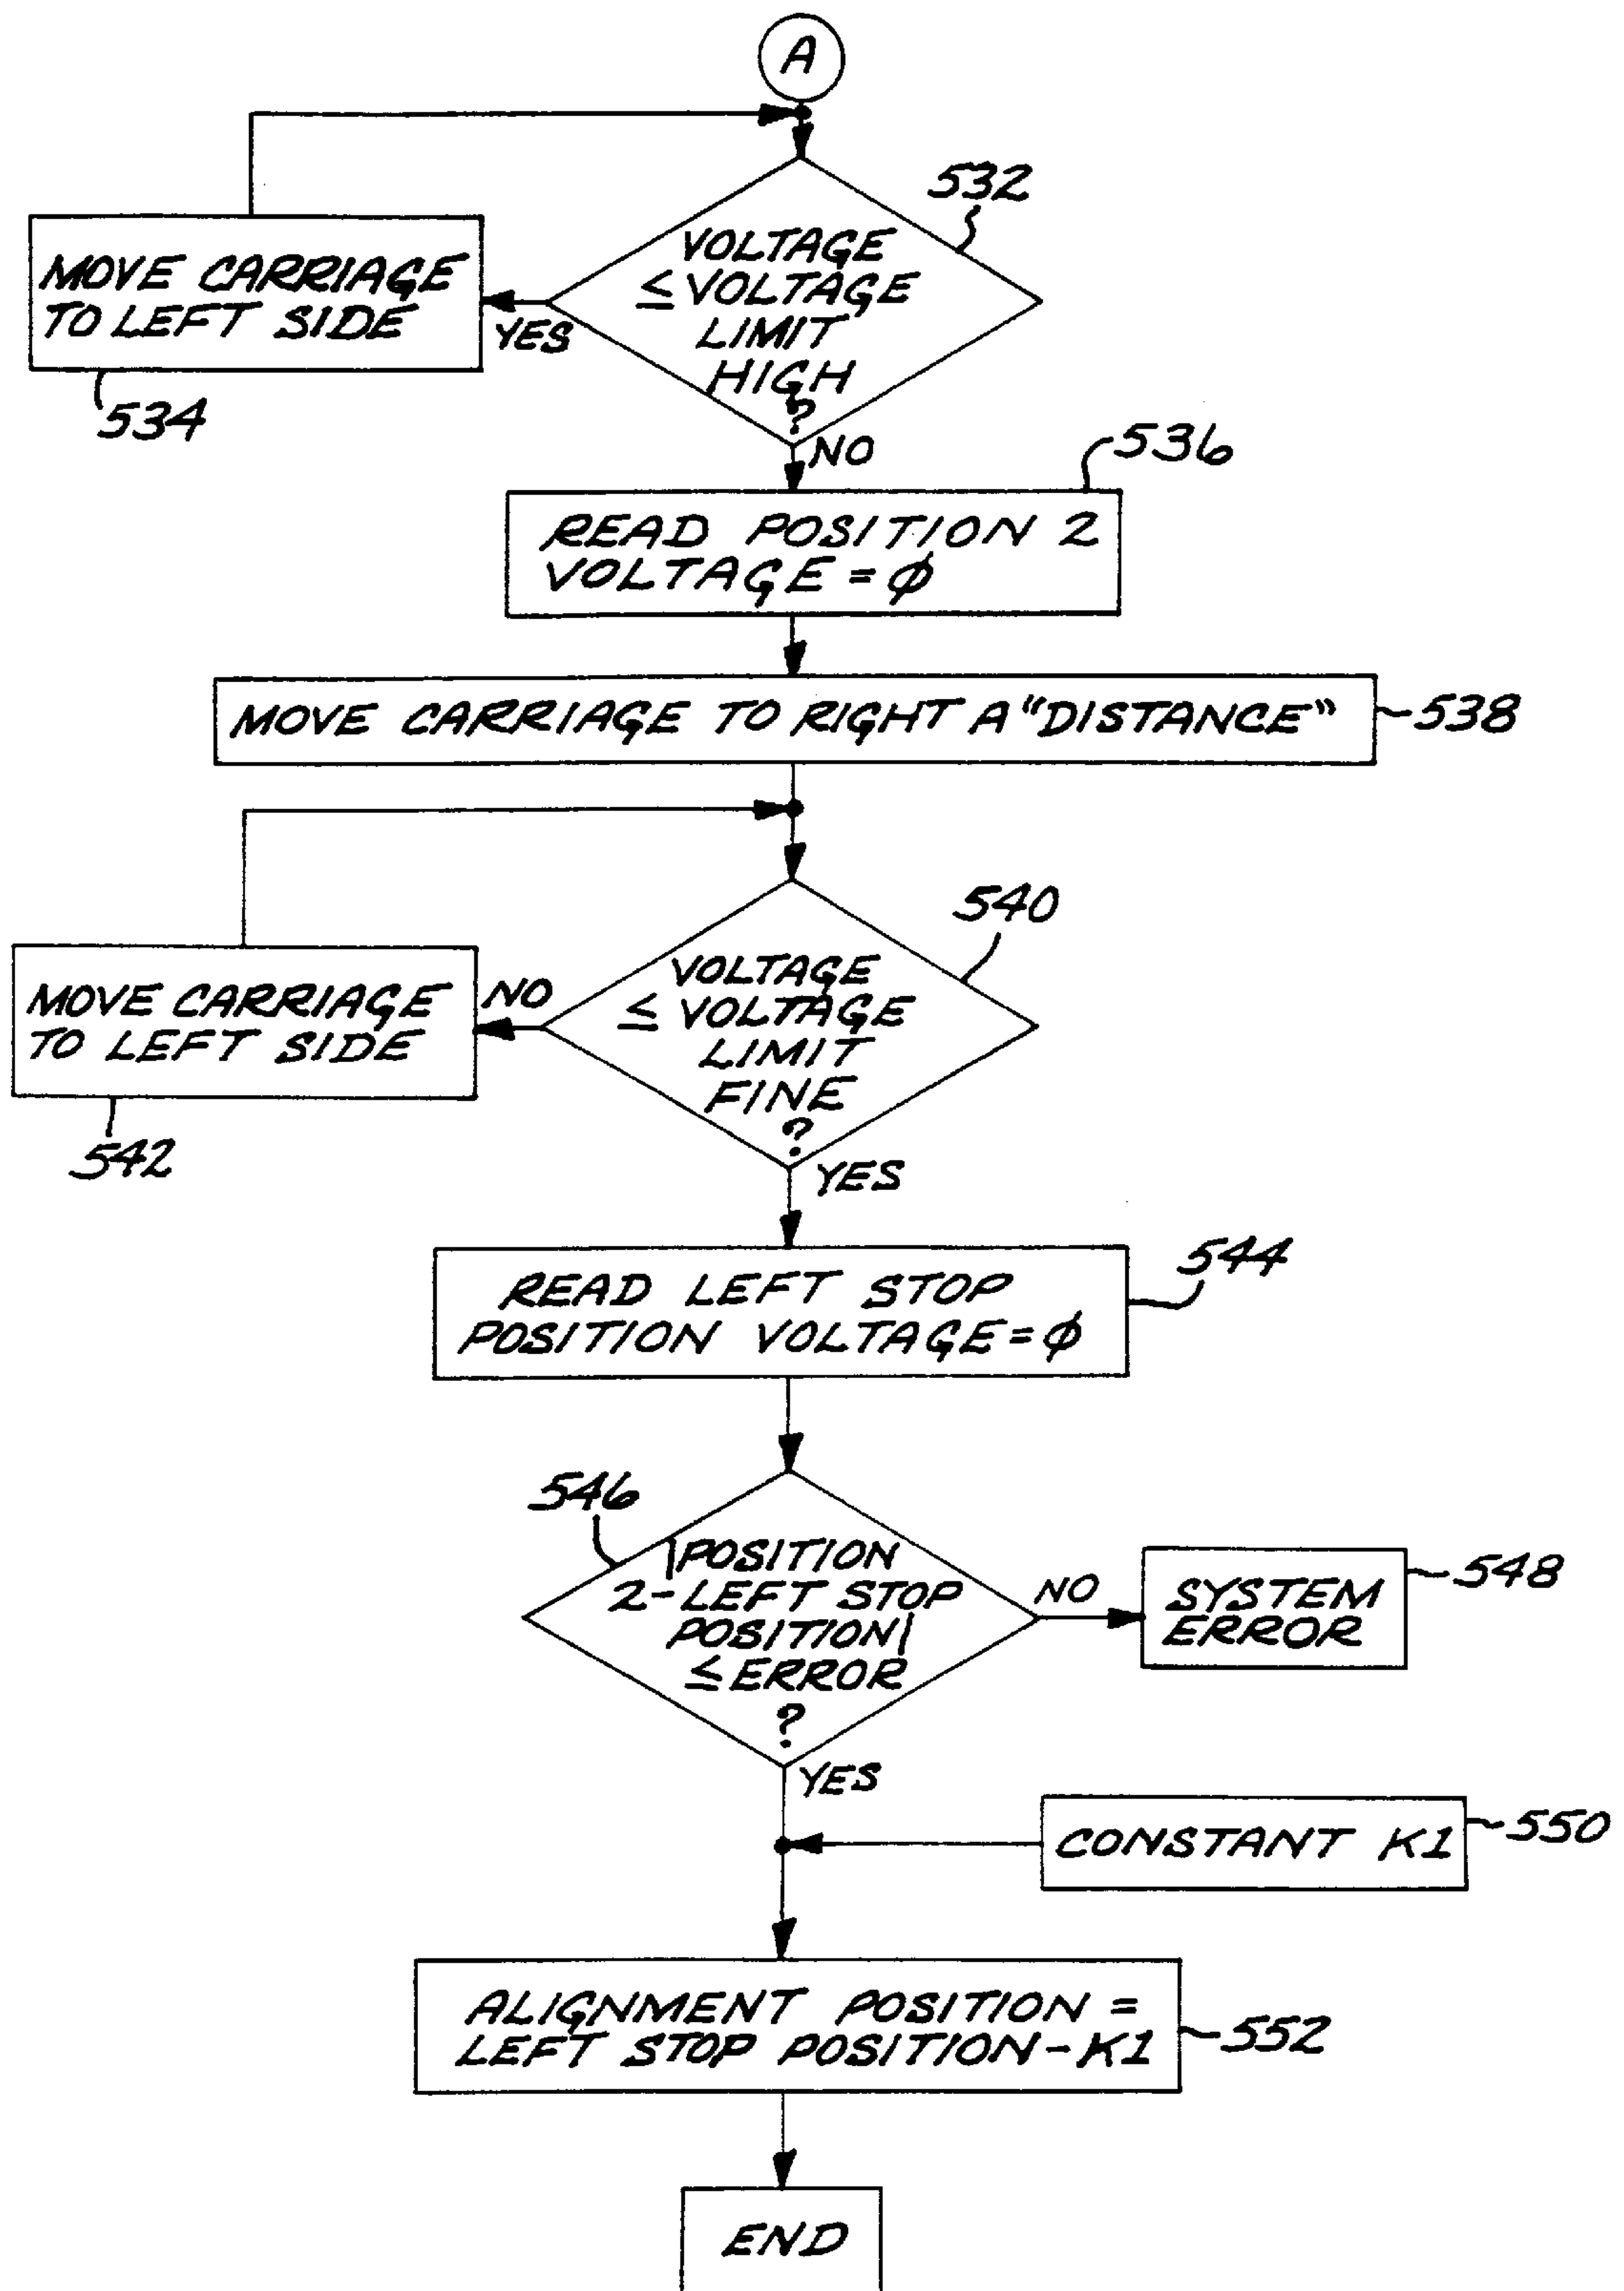 A
532
VOLTAGE
≤ VOLTAGE
LIMIT
HIGH
?
MOVE CARRIAGE
TO LEFT SIDE
YES
534
NO
536
READ POSITION 2
VOLTAGE = ϕ
MOVE CARRIAGE TO RIGHT A "DISTANCE"
538
540
VOLTAGE
≤ VOLTAGE
LIMIT
FINE
?
NO
MOVE CARRIAGE
TO LEFT SIDE
542
YES
544
READ LEFT STOP
POSITION VOLTAGE = ϕ
546
|POSITION
2 - LEFT STOP
POSITION|
≤ ERROR
?
NO
SYSTEM
ERROR
548
YES
CONSTANT K1
550
ALIGNMENT POSITION =
LEFT STOP POSITION - K1
552
END